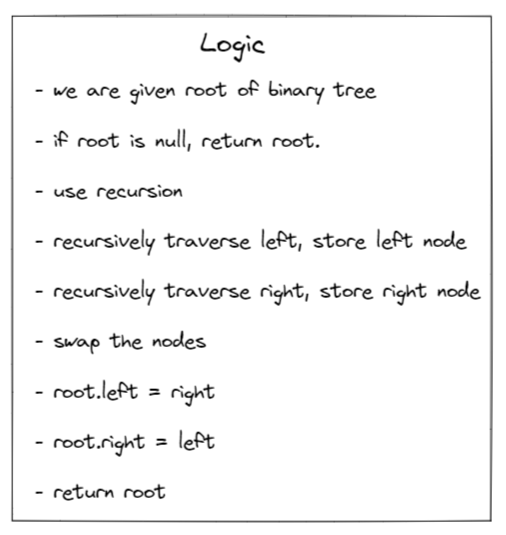 Logic
- we are given root of binary tree
- if root is null, return root.
- use recursion
- recursively traverse left, store left node
- recursively traverse right, store right node
- swap the nodes
- root.left = right
- root.right = left
- return root